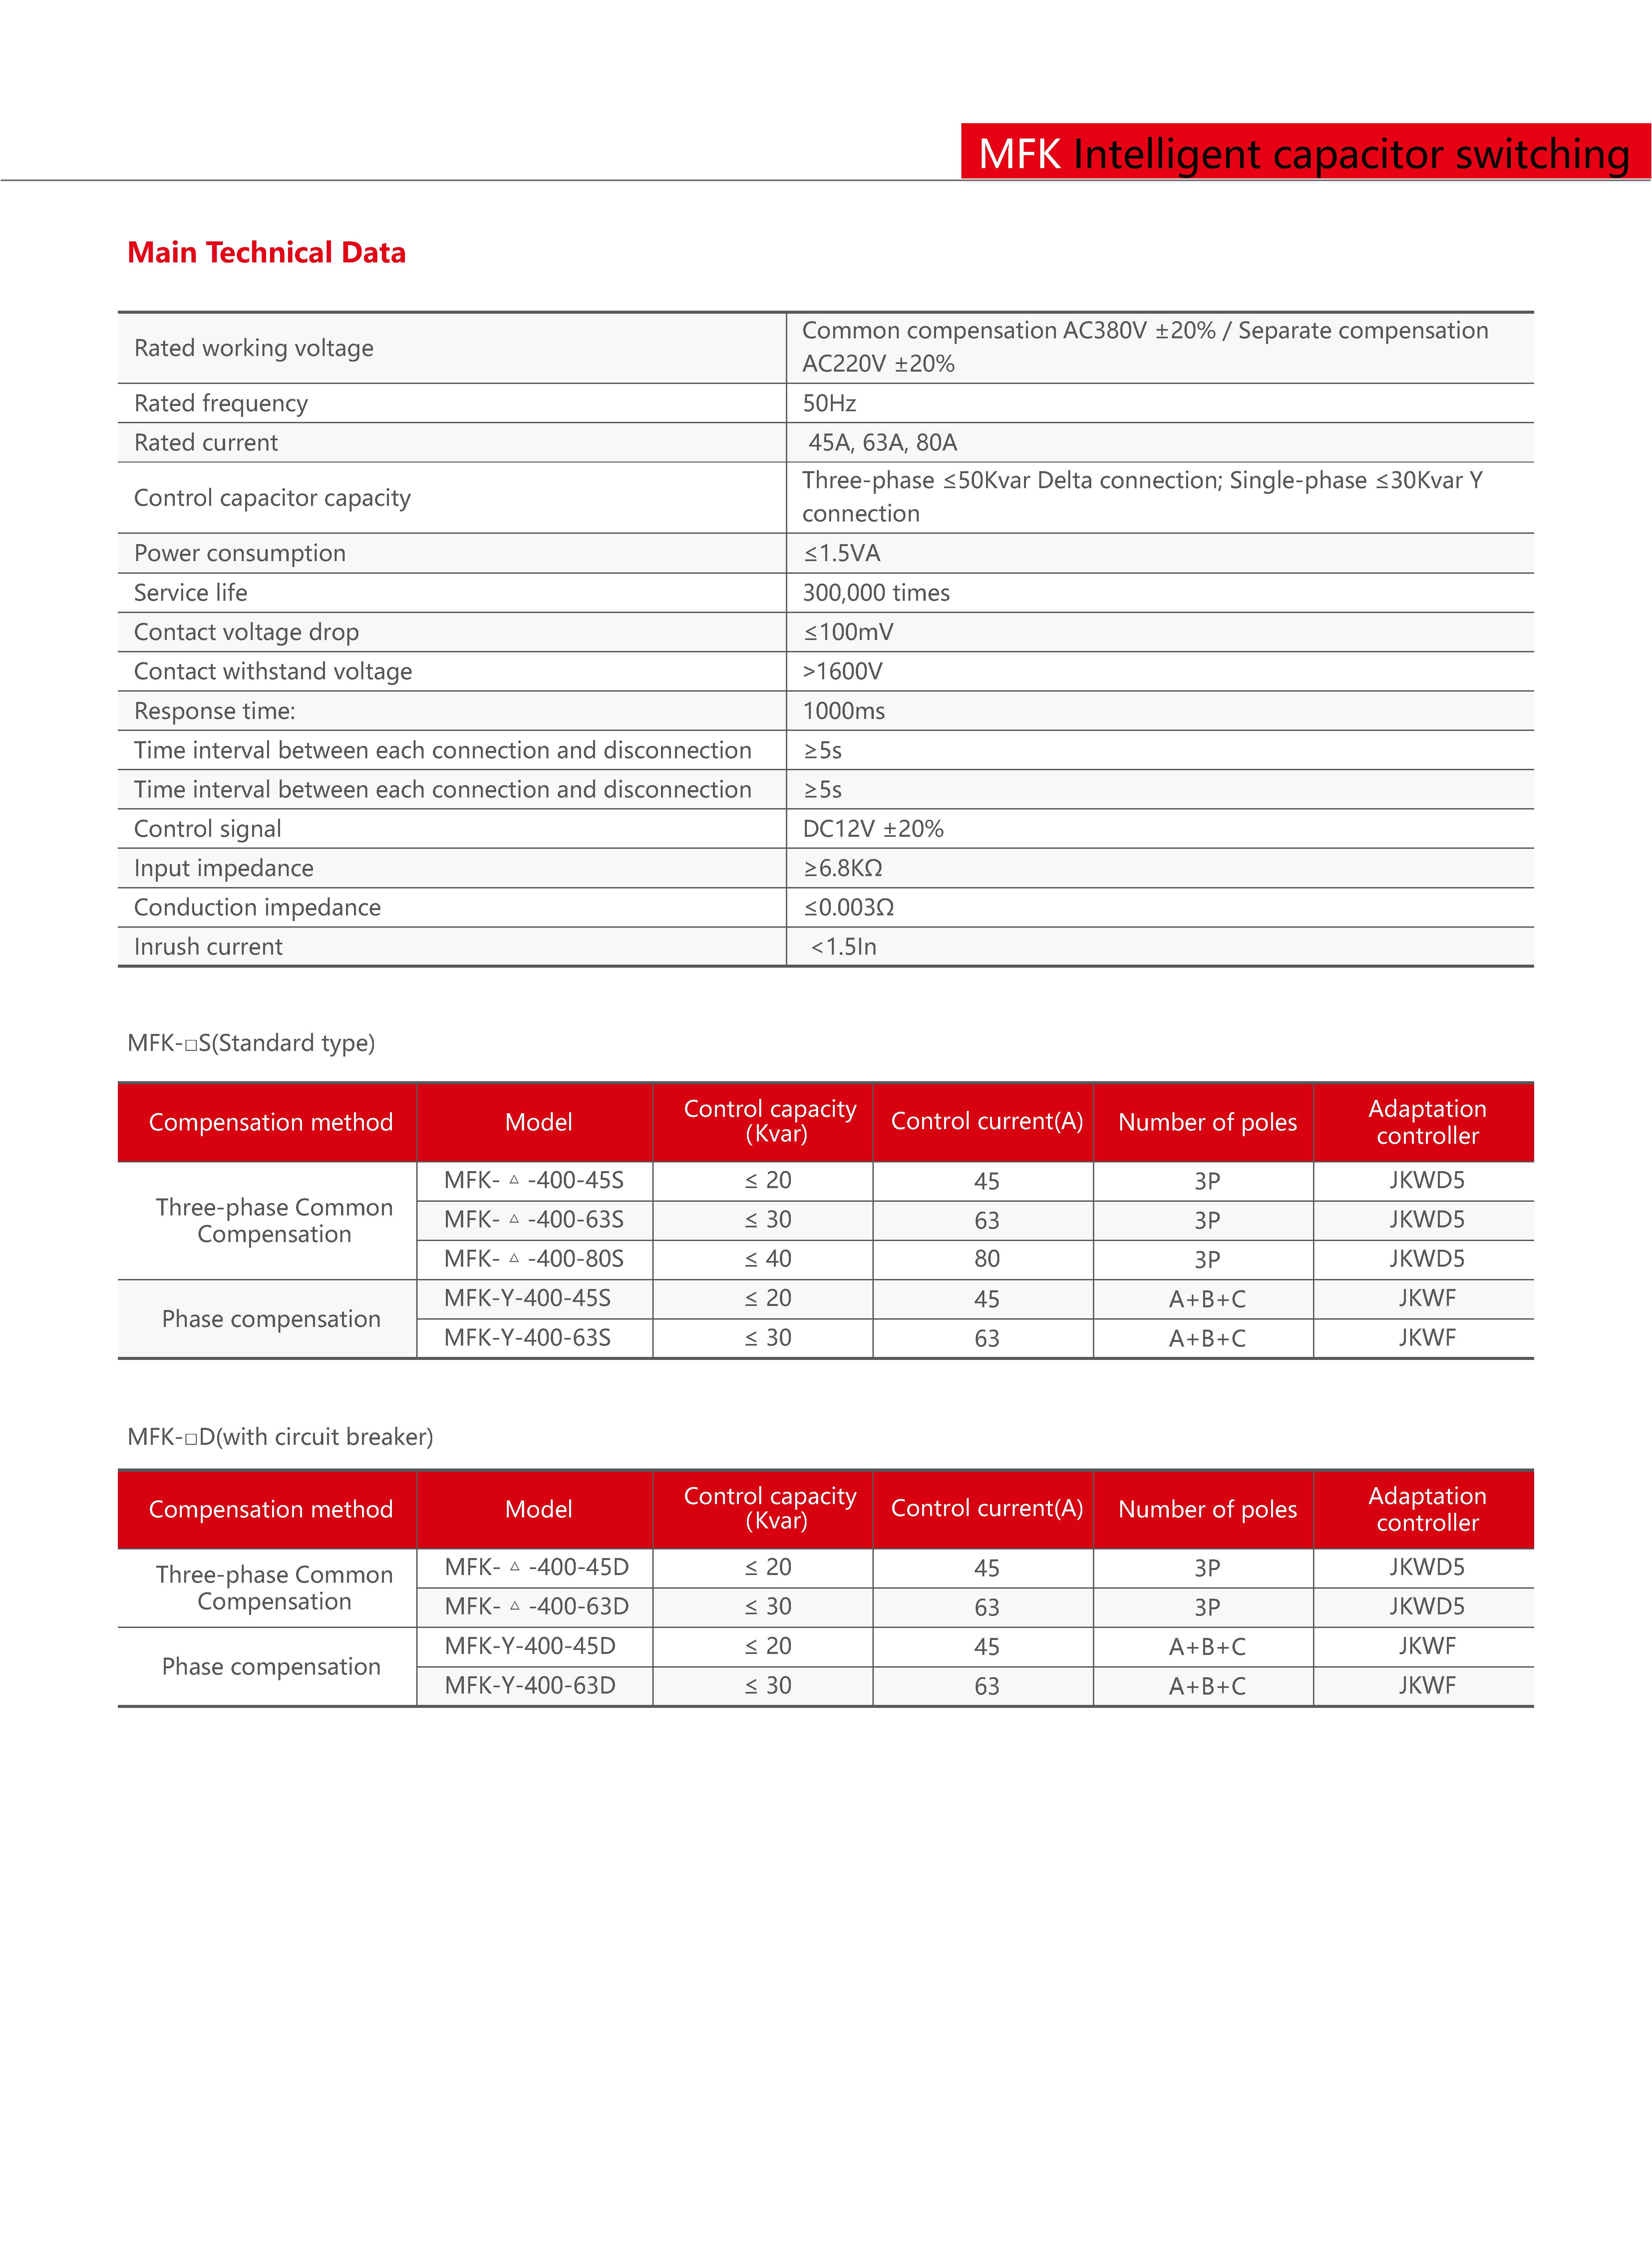 MFK Intelligent capacitor switching
Main Technical Data
Rated working voltage
Common compensation AC380V ±20% / Separate compensation
AC220V ±20%
Rated frequency
50Hz
Rated current
45A, 63A, 80A
Control capacitor capacity
Three-phase ≤50Kvar Delta connection; Single-phase ≤30Kvar Y
connection
Power consumption
≤1.5VA
Service life
300,000 times
Contact voltage drop
≤100mV
Contact withstand voltage
>1600V
Response time:
1000ms
Time interval between each connection and disconnection
≥5s
Time interval between each connection and disconnection
≥5s
Control signal
DC12V ±20%
Input impedance
≥6.8KΩ
Conduction impedance
≤0.003Ω
Inrush current
<1.5In
MFK-□S(Standard type)
Compensation method
Model
Control capacity
(Kvar)
Control current(A)
Number of poles
Adaptation
controller
Three-phase Common
Compensation
MFK- △ -400-45S
≤ 20
45
3P
JKWD5
MFK- △ -400-63S
≤ 30
63
3P
JKWD5
MFK- △ -400-80S
≤ 40
80
3P
JKWD5
Phase compensation
MFK-Y-400-45S
≤ 20
45
A+B+C
JKWF
MFK-Y-400-63S
≤ 30
63
A+B+C
JKWF
MFK-□D(with circuit breaker)
Compensation method
Model
Control capacity
(Kvar)
Control current(A)
Number of poles
Adaptation
controller
Three-phase Common
Compensation
MFK- △ -400-45D
≤ 20
45
3P
JKWD5
MFK- △ -400-63D
≤ 30
63
3P
JKWD5
Phase compensation
MFK-Y-400-45D
≤ 20
45
A+B+C
JKWF
MFK-Y-400-63D
≤ 30
63
A+B+C
JKWF